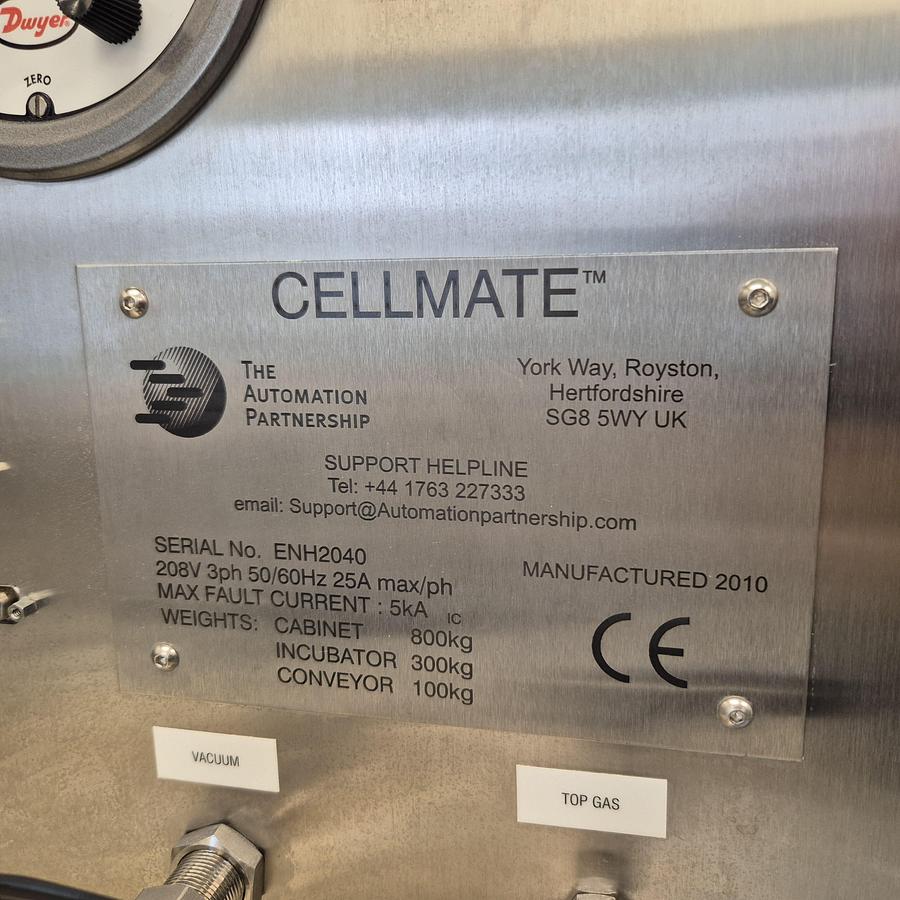 Dwyer
ZERO
CELLMATE™
THE
AUTOMATION
PARTNERSHIP
York Way, Royston,
Hertfordshire
SG8 5WY UK
SUPPORT HELPLINE
Tel: +44 1763 227333
email: Support@Automationpartnership.com
SERIAL No. ENH2040
208V 3ph 50/60Hz 25A max/ph
MAX FAULT CURRENT : 5kA IC
WEIGHTS: CABINET 800kg
INCUBATOR 300kg
CONVEYOR 100kg
MANUFACTURED 2010
CE
VACUUM
TOP GAS